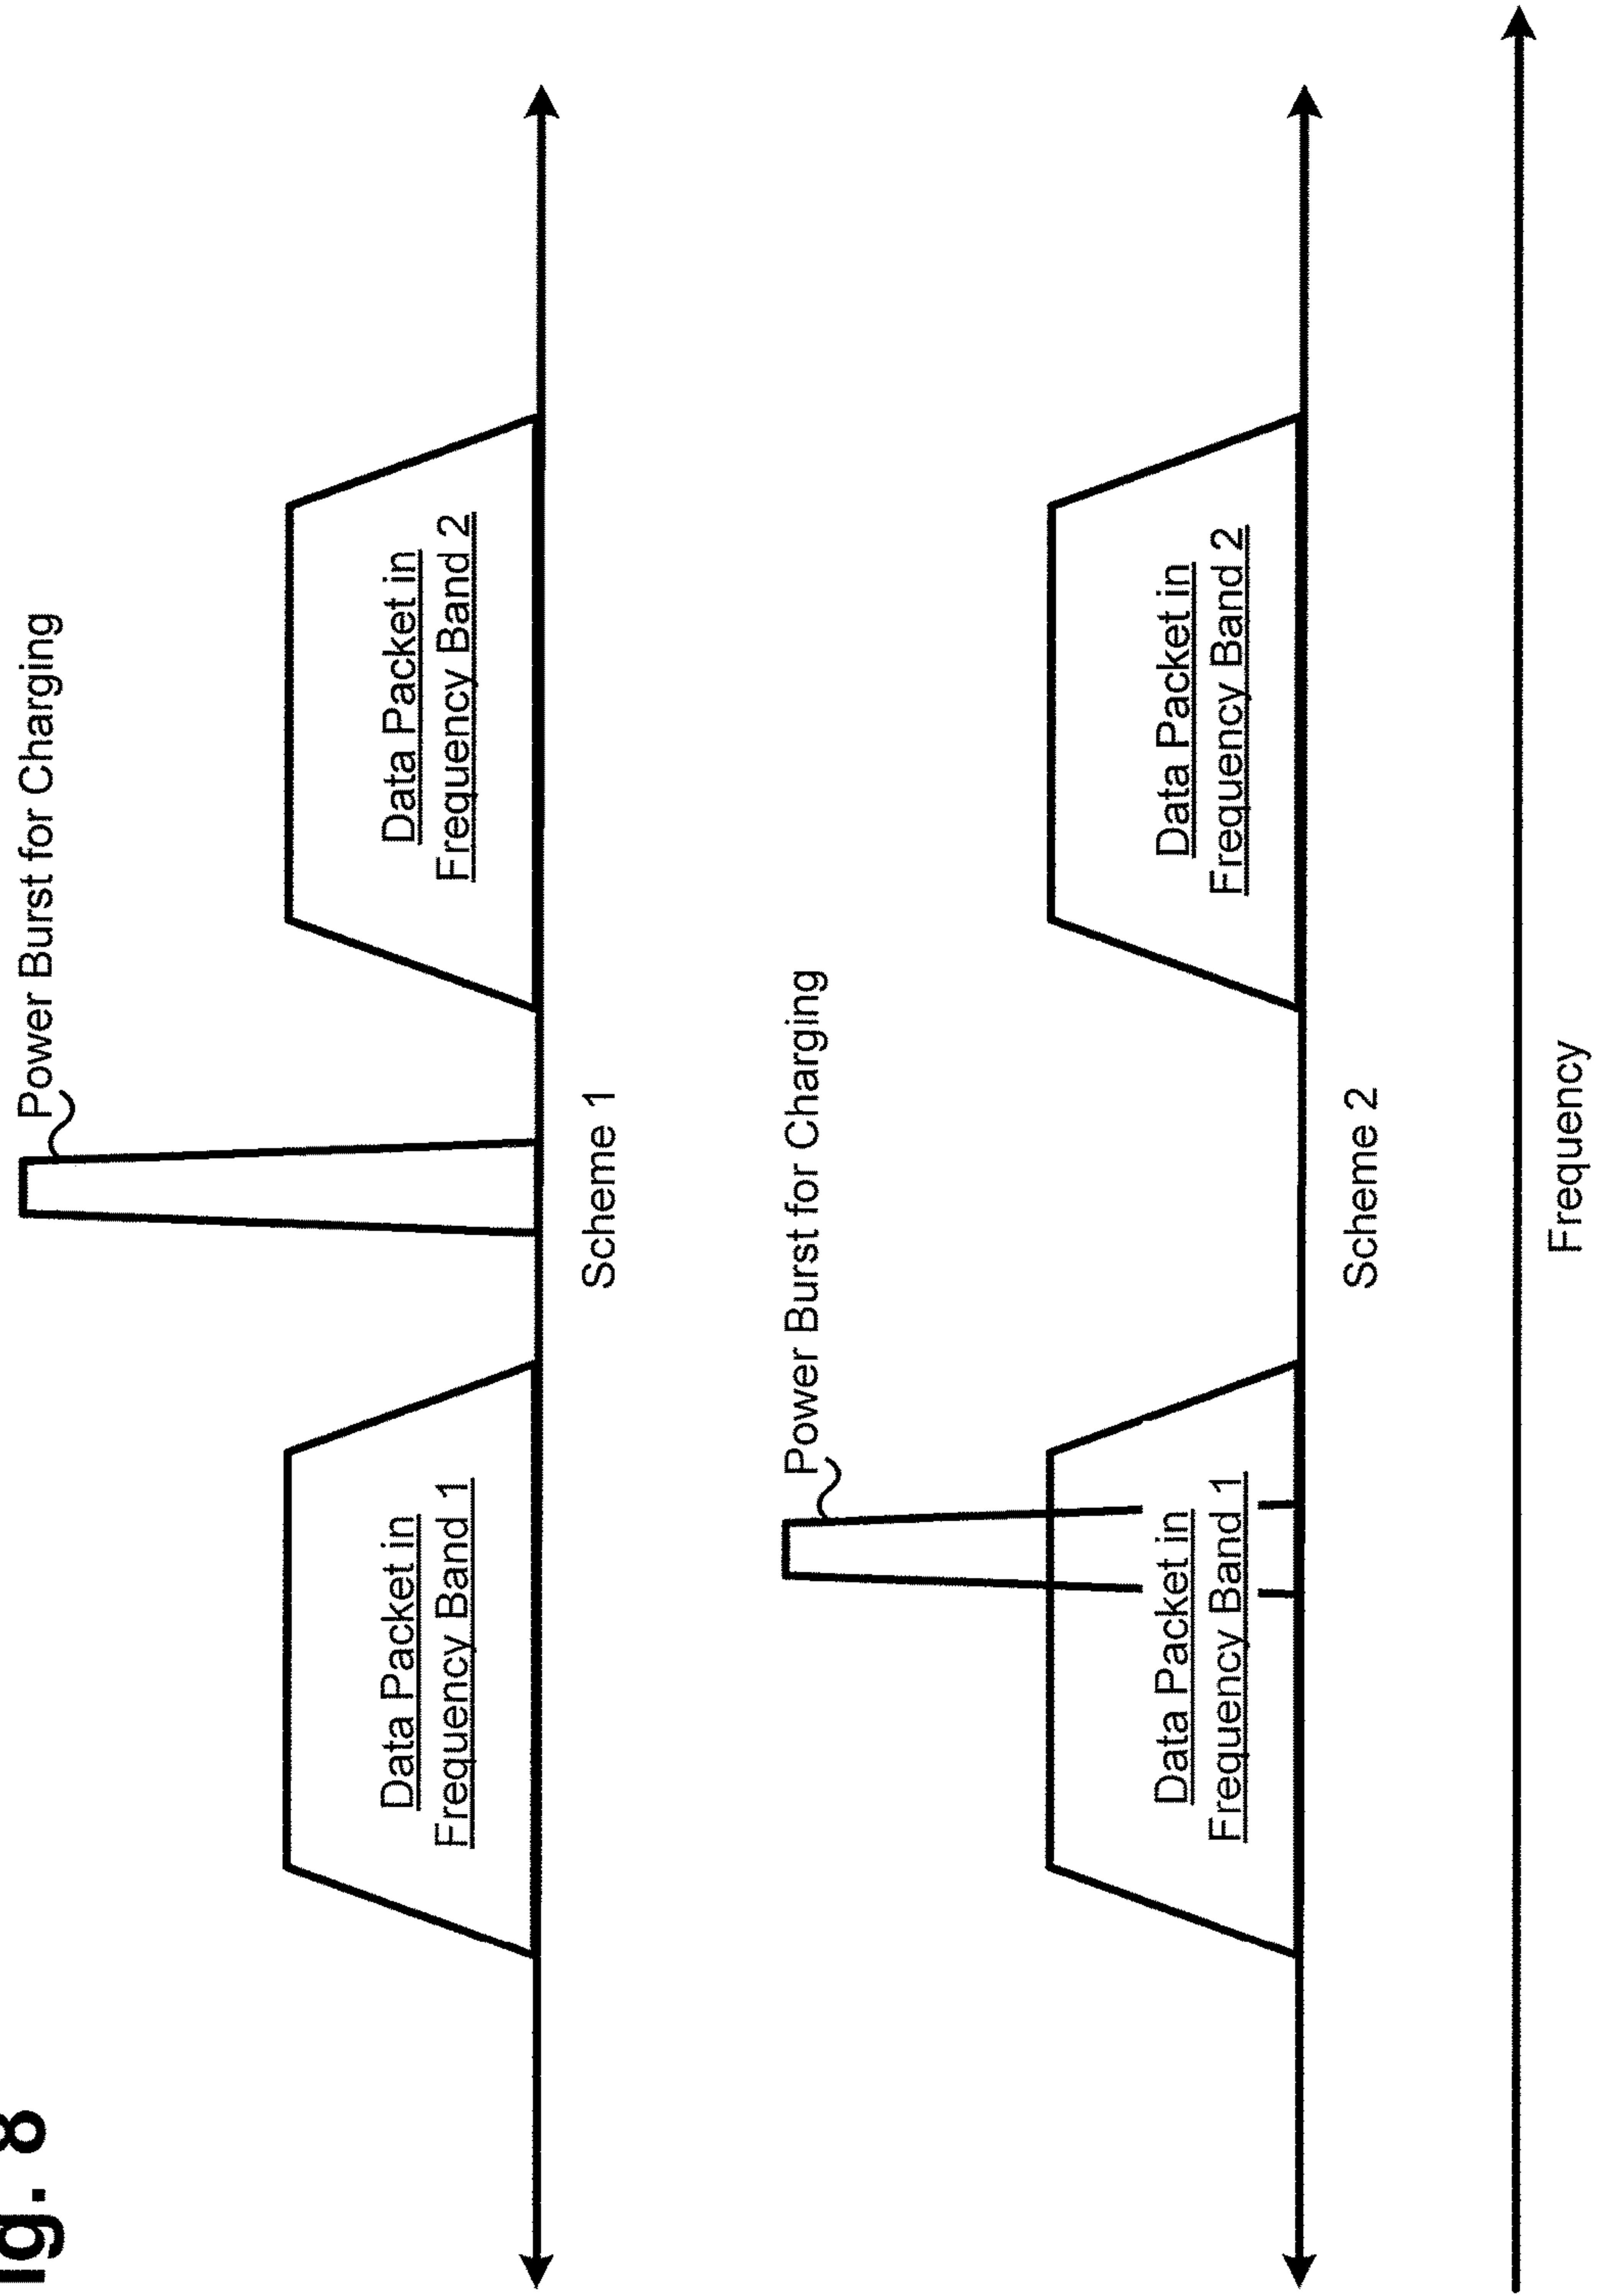 ig. 8
Power Burst for Charging
Data Packet in
Frequency Band 1
Data Packet in
Frequency Band 2
Scheme 1
Power Burst for Charging
Data Packet in
Frequency Band 1
Data Packet in
Frequency Band 2
Scheme 2
Frequency